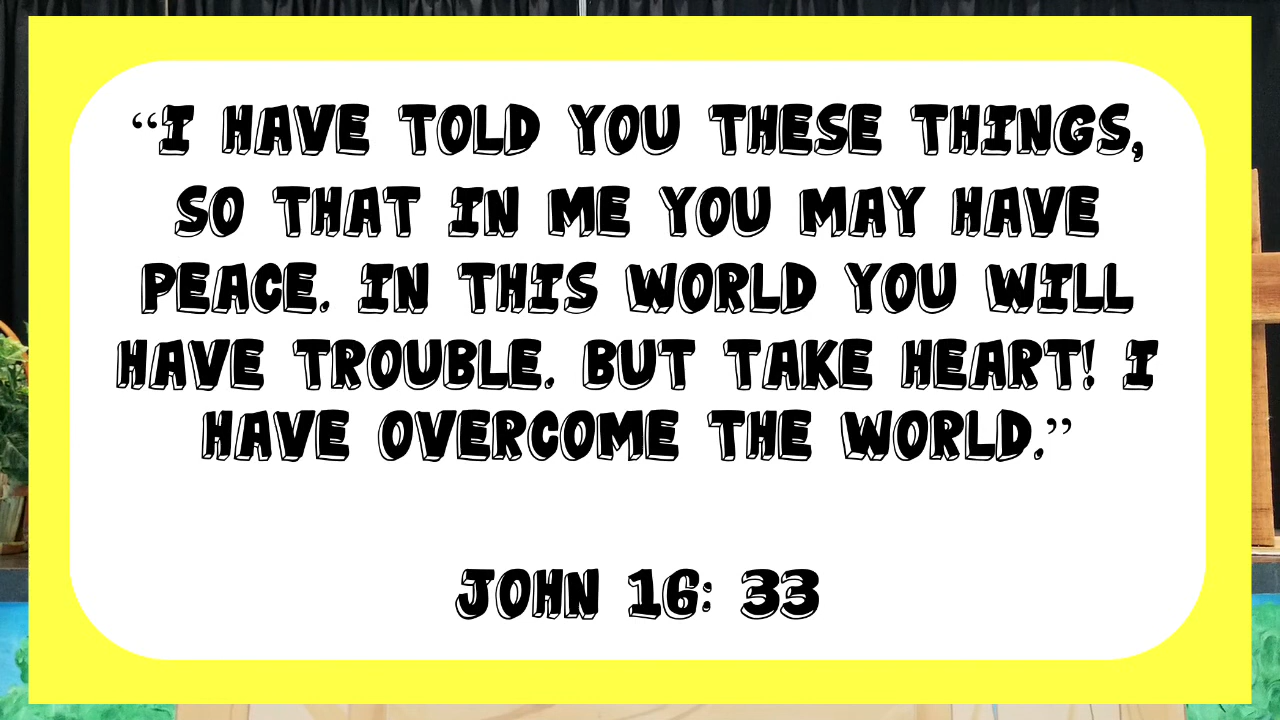 “I HAVE TOLD YOU THESE THINGS,
SO THAT IN ME YOU MAY HAVE
PEACE. IN THIS WORLD YOU WILL
HAVE TROUBLE. BUT TAKE HEART! I
HAVE OVERCOME THE WORLD.”
JOHN 16: 33